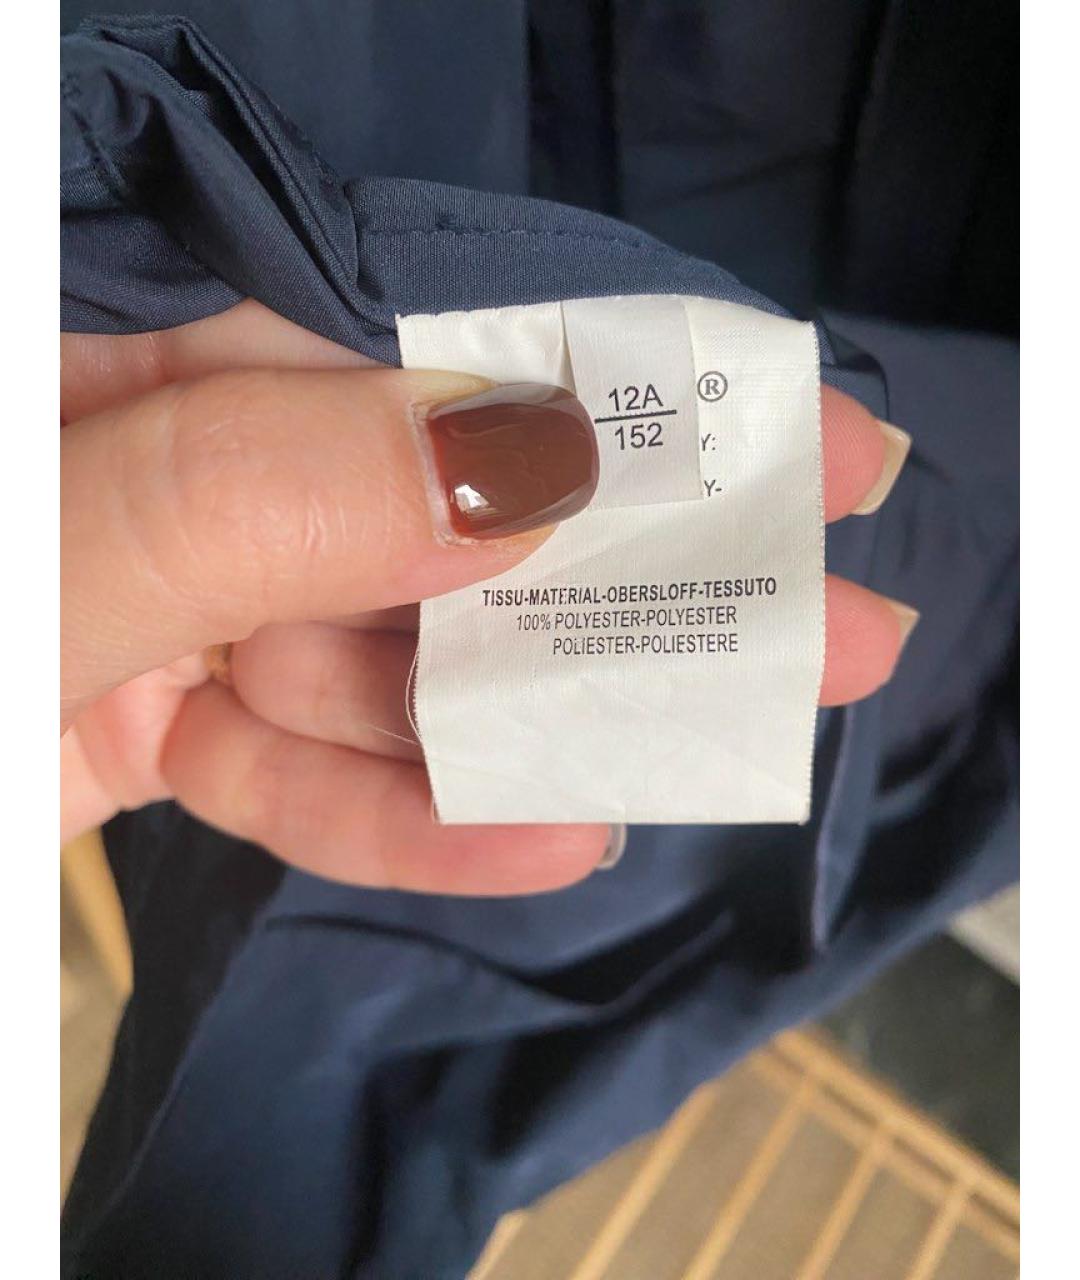 ®
12A
152
Y:
Y-
TISSU-MATERIAL-OBERSLOFF-TESSUTO
100% POLYESTER-POLYESTER
POLIESTER-POLIESTERE